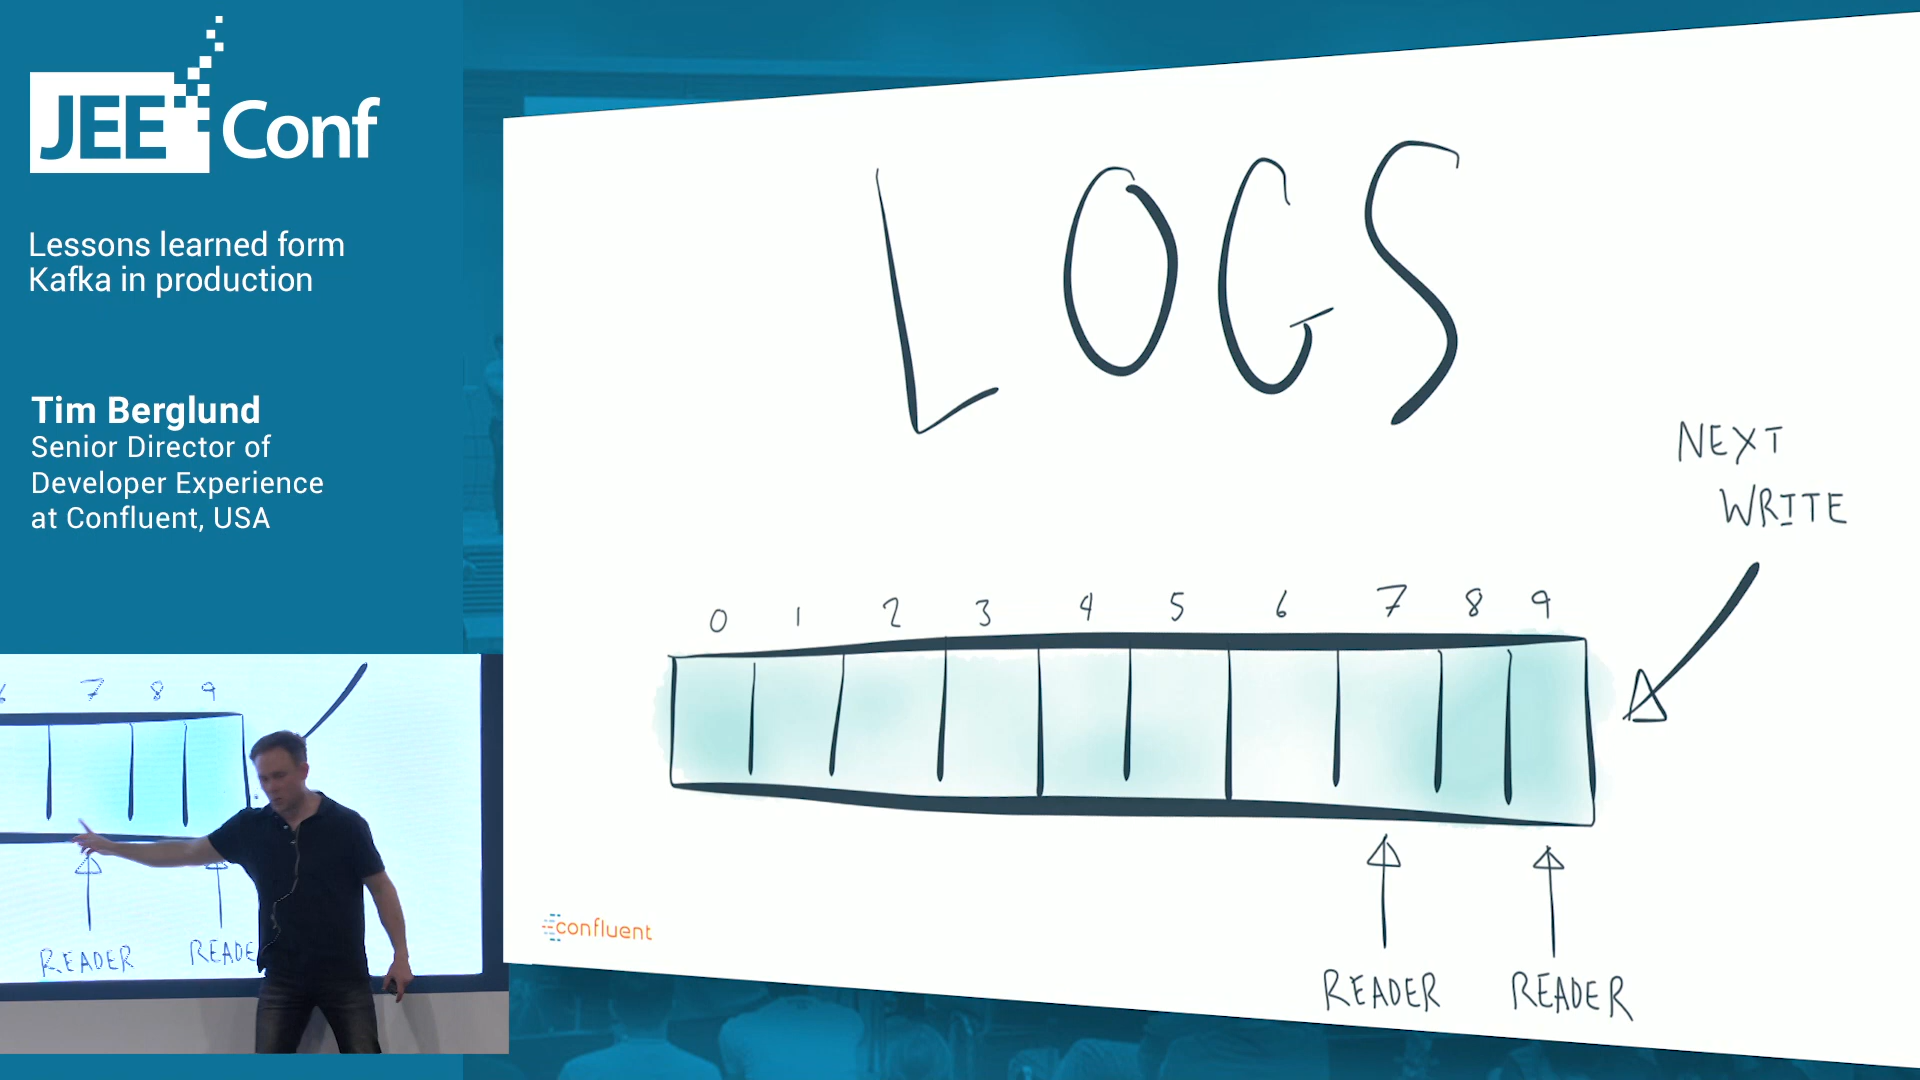 JEE Conf
Lessons learned form
Kafka in production
Tim Berglund
Senior Director of
Developer Experience
at Confluent, USA
LOGS
NEXT
WRITE
0 1 2 3 4 5 6 7 8 9
READER READER
confluent
6 7 8 9
READER READE